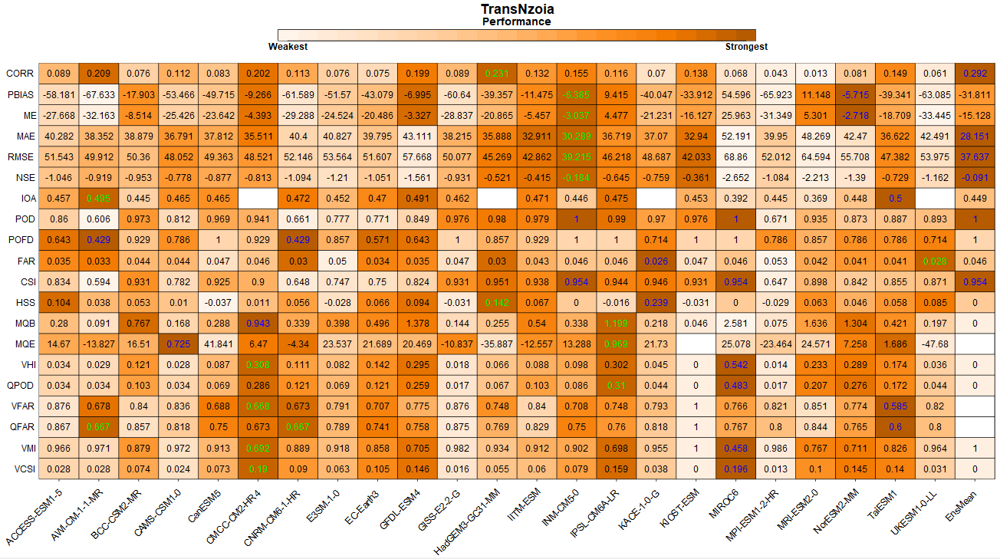 TransNzoia
Performance
Weakest Strongest
CORR 0.089 0.209 0.076 0.112 0.083 0.202 0.113 0.076 0.075 0.199 0.089 0.231 0.132 0.155 0.116 0.07 0.138 0.068 0.043 0.013 0.081 0.149 0.061 0.292
PBIAS -58.181 -67.633 -17.903 -53.466 -49.715 -9.266 -61.589 -51.57 -43.079 -6.995 -60.64 -39.357 -11.475 -6.385 9.415 -40.047 -33.912 54.596 -65.923 11.148 -5.715 -39.341 -63.085 -31.811
ME -27.668 -32.163 -8.514 -25.426 -23.642 -4.393 -29.288 -24.524 -20.486 -3.327 -28.837 -20.865 -5.457 -3.037 4.477 -21.231 -16.127 25.963 -31.349 5.301 -2.718 -18.709 -33.445 -15.128
MAE 40.282 38.352 38.879 36.791 37.812 35.511 40.4 40.827 39.795 43.111 38.215 35.888 32.911 30.289 36.719 37.07 32.94 52.191 39.95 48.269 42.47 36.622 42.491 28.151
RMSE 51.543 49.912 50.36 48.052 49.363 48.521 52.146 53.564 51.607 57.668 50.077 45.269 42.862 39.215 46.218 48.687 42.033 68.86 52.012 64.594 55.708 47.382 53.975 37.637
NSE -1.046 -0.919 -0.953 -0.778 -0.877 -0.813 -1.094 -1.21 -1.051 -1.561 -0.931 -0.521 -0.415 -0.184 -0.645 -0.759 -0.361 -2.652 -1.084 -2.213 -1.39 -0.729 -1.162 -0.091
IOA 0.457 0.495 0.445 0.465 0.465 0.472 0.452 0.47 0.491 0.462 0.471 0.446 0.475 0.453 0.392 0.445 0.369 0.448 0.5 0.449
POD 0.86 0.606 0.973 0.812 0.969 0.941 0.661 0.777 0.771 0.849 0.976 0.98 0.979 1 0.99 0.97 0.976 1 0.671 0.935 0.873 0.887 0.893 1
POFD 0.643 0.429 0.929 0.786 1 0.929 0.429 0.857 0.571 0.643 1 0.857 0.929 1 1 0.714 1 1 0.786 0.857 0.786 0.786 0.714 1
FAR 0.035 0.033 0.044 0.044 0.047 0.046 0.03 0.05 0.034 0.035 0.047 0.03 0.043 0.046 0.046 0.026 0.047 0.046 0.053 0.042 0.041 0.041 0.028 0.046
CSI 0.834 0.594 0.931 0.782 0.925 0.9 0.648 0.747 0.75 0.824 0.931 0.951 0.938 0.954 0.944 0.946 0.931 0.954 0.647 0.898 0.842 0.855 0.871 0.954
HSS 0.104 0.038 0.053 0.01 -0.037 0.011 0.056 -0.028 0.066 0.094 -0.031 0.142 0.067 0 -0.016 0.239 -0.031 0 -0.029 0.063 0.046 0.058 0.085 0
MQB 0.28 0.091 0.767 0.168 0.288 0.943 0.339 0.398 0.496 1.378 0.144 0.255 0.54 0.338 1.199 0.218 0.046 2.581 0.075 1.636 1.304 0.421 0.197 0
MQE 14.67 -13.827 16.51 0.725 41.841 6.47 -4.34 23.537 21.689 20.469 -10.837 -35.887 -12.557 13.288 0.969 21.73 25.078 -23.464 24.571 7.258 1.686 -47.68
VHI 0.034 0.029 0.121 0.028 0.087 0.308 0.111 0.082 0.142 0.295 0.018 0.066 0.088 0.098 0.302 0.045 0 0.542 0.014 0.233 0.289 0.174 0.036 0
QPOD 0.034 0.034 0.103 0.034 0.069 0.286 0.121 0.069 0.121 0.259 0.017 0.067 0.103 0.086 0.31 0.044 0 0.483 0.017 0.207 0.276 0.172 0.044 0
VFAR 0.876 0.678 0.84 0.836 0.688 0.668 0.673 0.791 0.707 0.775 0.876 0.748 0.84 0.708 0.748 0.793 1 0.766 0.821 0.851 0.774 0.585 0.82
QFAR 0.867 0.667 0.857 0.818 0.75 0.673 0.667 0.789 0.741 0.758 0.875 0.769 0.829 0.75 0.76 0.818 1 0.767 0.8 0.844 0.765 0.6 0.8
VMI 0.966 0.971 0.879 0.972 0.913 0.692 0.889 0.918 0.858 0.705 0.982 0.934 0.912 0.902 0.698 0.955 1 0.458 0.986 0.767 0.711 0.826 0.964 1
VCSI 0.028 0.028 0.074 0.024 0.073 0.19 0.09 0.063 0.105 0.146 0.016 0.055 0.06 0.079 0.159 0.038 0 0.196 0.013 0.1 0.145 0.14 0.031 0
ACCESS-ESM1-5 AWI-CM-1-1-MR BCC-CSM2-MR CAMS-CSM1-0 CanESM5 CMCC-CM2-HR4 CNRM-CM6-1-HR E3SM-1-0 EC-Earth3 GFDL-ESM4 GISS-E2-2-G HadGEM3-GC31-MM IITM-ESM INM-CM5-0 IPSL-CM6A-LR KACE-1-0-G KIOST-ESM MIROC6 MPI-ESM1-2-HR MRI-ESM2-0 NorESM2-MM TaiESM1 UKESM1-0-LL EnsMean